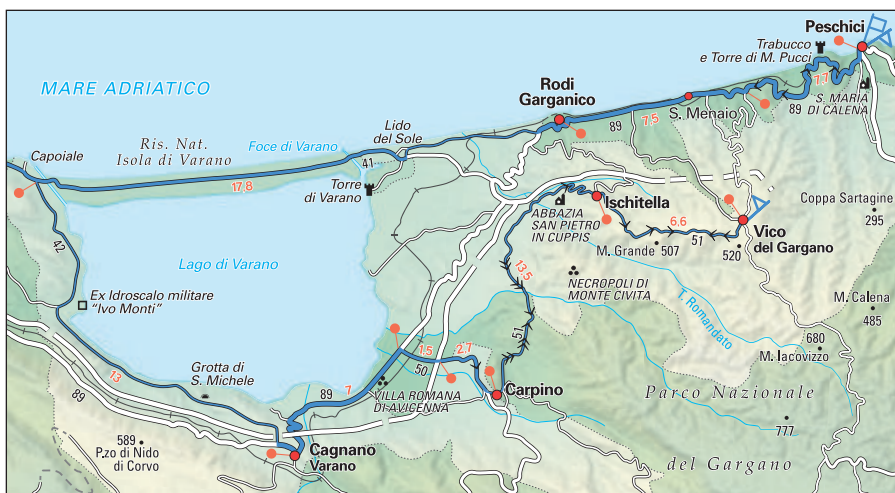 Peschici
Trabucco
e Torre di M. Pucci
7.7
89
S. MARIA
DI CALENA
MARE ADRIATICO
Rodi
Garganico
S. Menaio
89
7.5
Lido
del Sole
Ris. Nat.
Isola di Varano
Foce di Varano
41
Capoiale
17.8
Torre
di Varano
Ischitella
ABBAZIA
SAN PIETRO
IN CUPPIS
6.6
51
Vico
del Gargano
Coppa Sartagine
295
M. Grande
507
520
42
Lago di Varano
13.5
NECROPOLI DI
MONTE CIVITA
T. Romandato
M. Calena
485
Ex Idroscalo militare
"Ivo Monti"
51
680
M. Iacovizzo
Grotta di
S. Michele
13
89
1.5
2.7
50
7
89
VILLA ROMANA
DI AVICENNA
Carpino
Parco Nazionale
777
del Gargano
589
P.zo di Nido
di Corvo
Cagnano
Varano